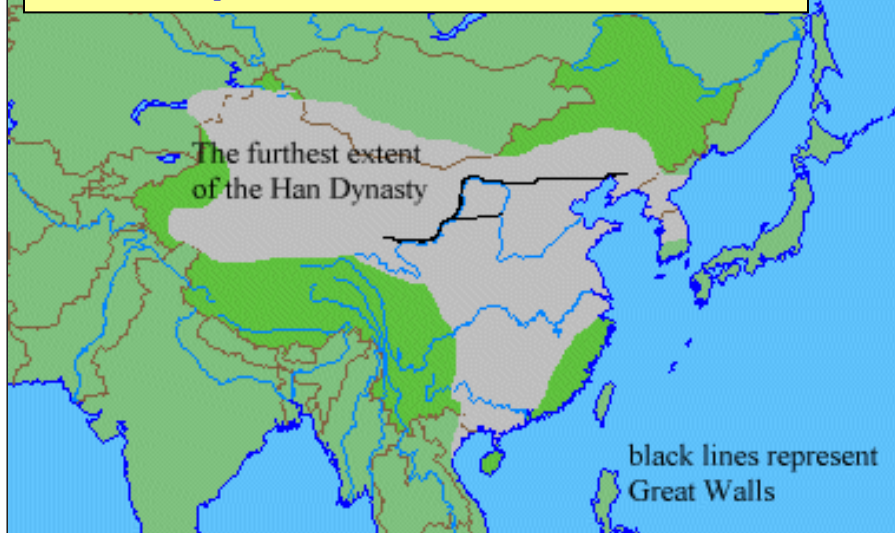 The furthest extent
of the Han Dynasty
black lines represent
Great Walls